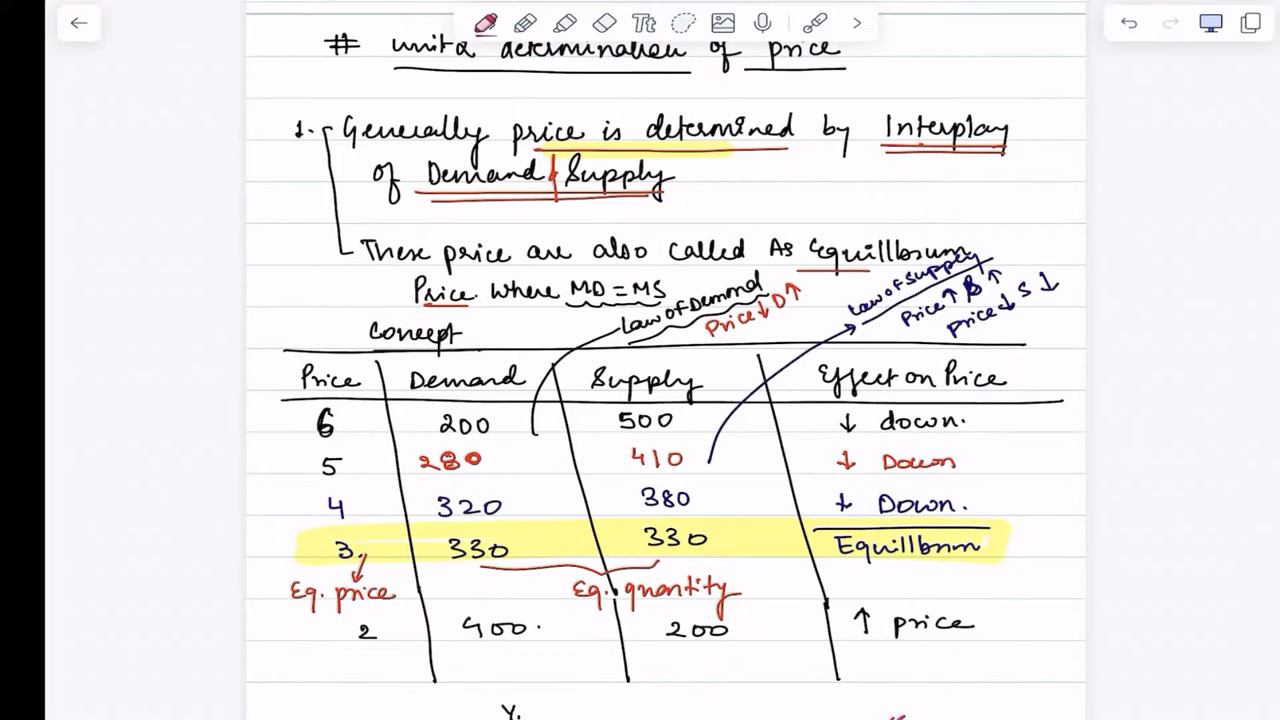 # unit 2 determination of price
1. Generally price is determined by Interplay
of Demand & Supply
These price are also called As Equillbrium
Price. where MD = MS
Law of Demand
Price ↓ D ↑
Law of Supply
Price ↑ S ↑
price ↓ S ↓
Concept
Price Demand Supply Effect on Price
6 200 500 ↓ down.
5 280 410 ↓ Down
4 320 380 ↓ Down.
3. 330 330 Equillbrium
Eq. price Eq. quantity
2 400. 200 ↑ price
Y.